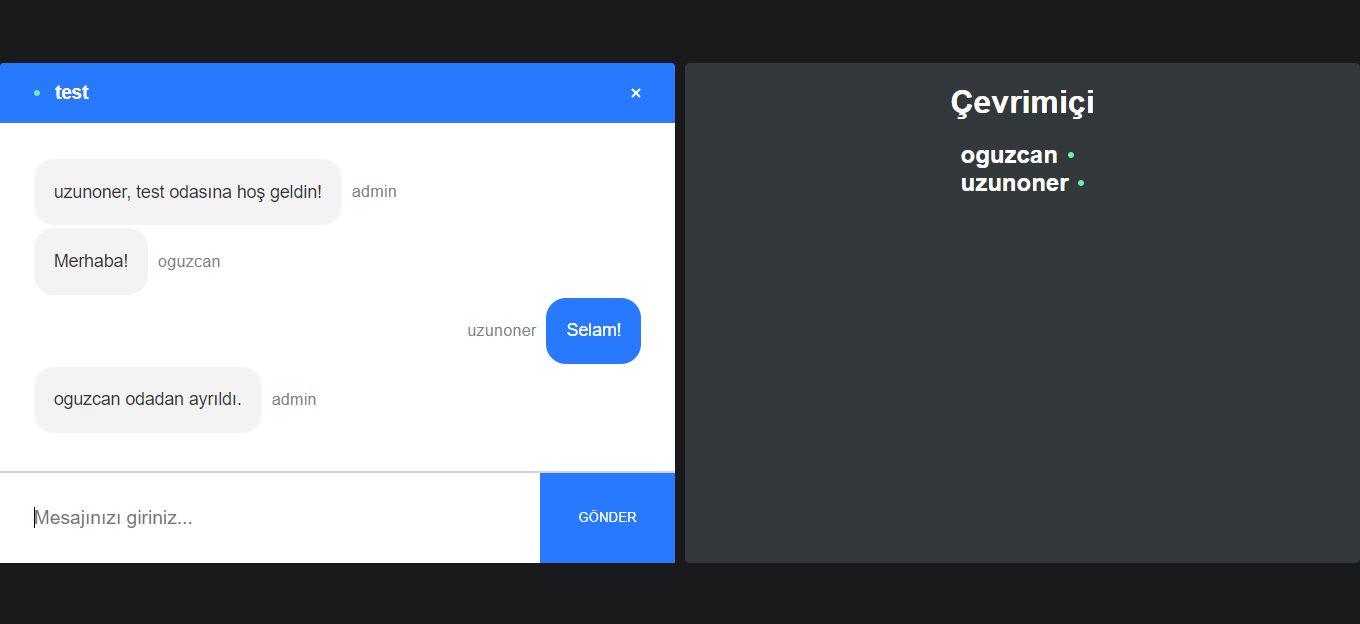 test
×
uzunoner, test odasına hoş geldin! admin
Merhaba! oguzcan
uzunoner Selam!
oguzcan odadan ayrıldı. admin
Mesajınızı giriniz...
GÖNDER
Çevrimiçi
oguzcan
uzunoner